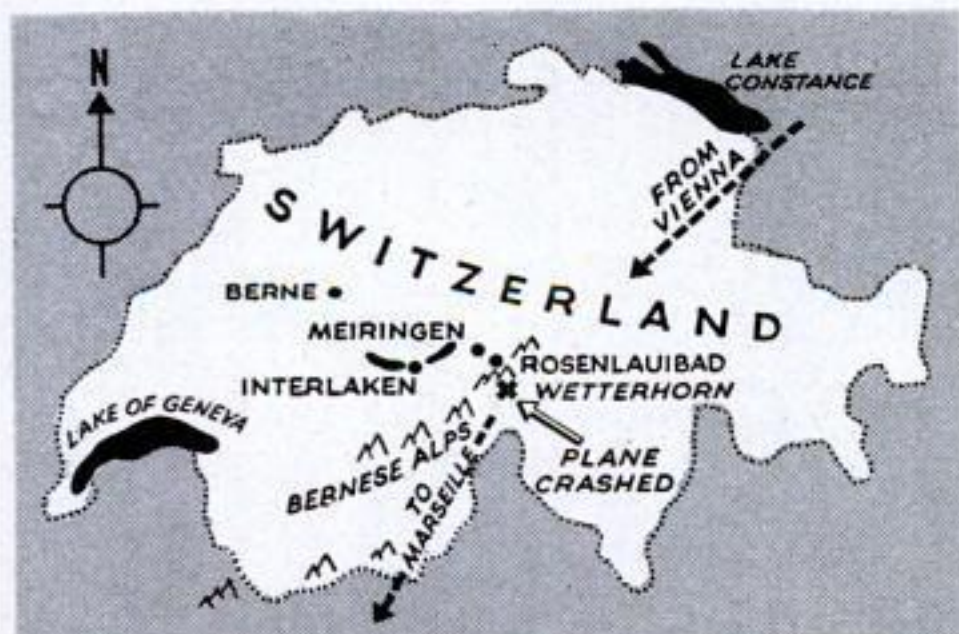 N
LAKE
CONSTANCE
FROM
VIENNA
SWITZERLAND
BERNE
MEIRINGEN
ROSENLAUIBAD
INTERLAKEN
WETTERHORN
LAKE OF GENEVA
BERNESE ALPS
PLANE
CRASHED
TO
MARSEILLE